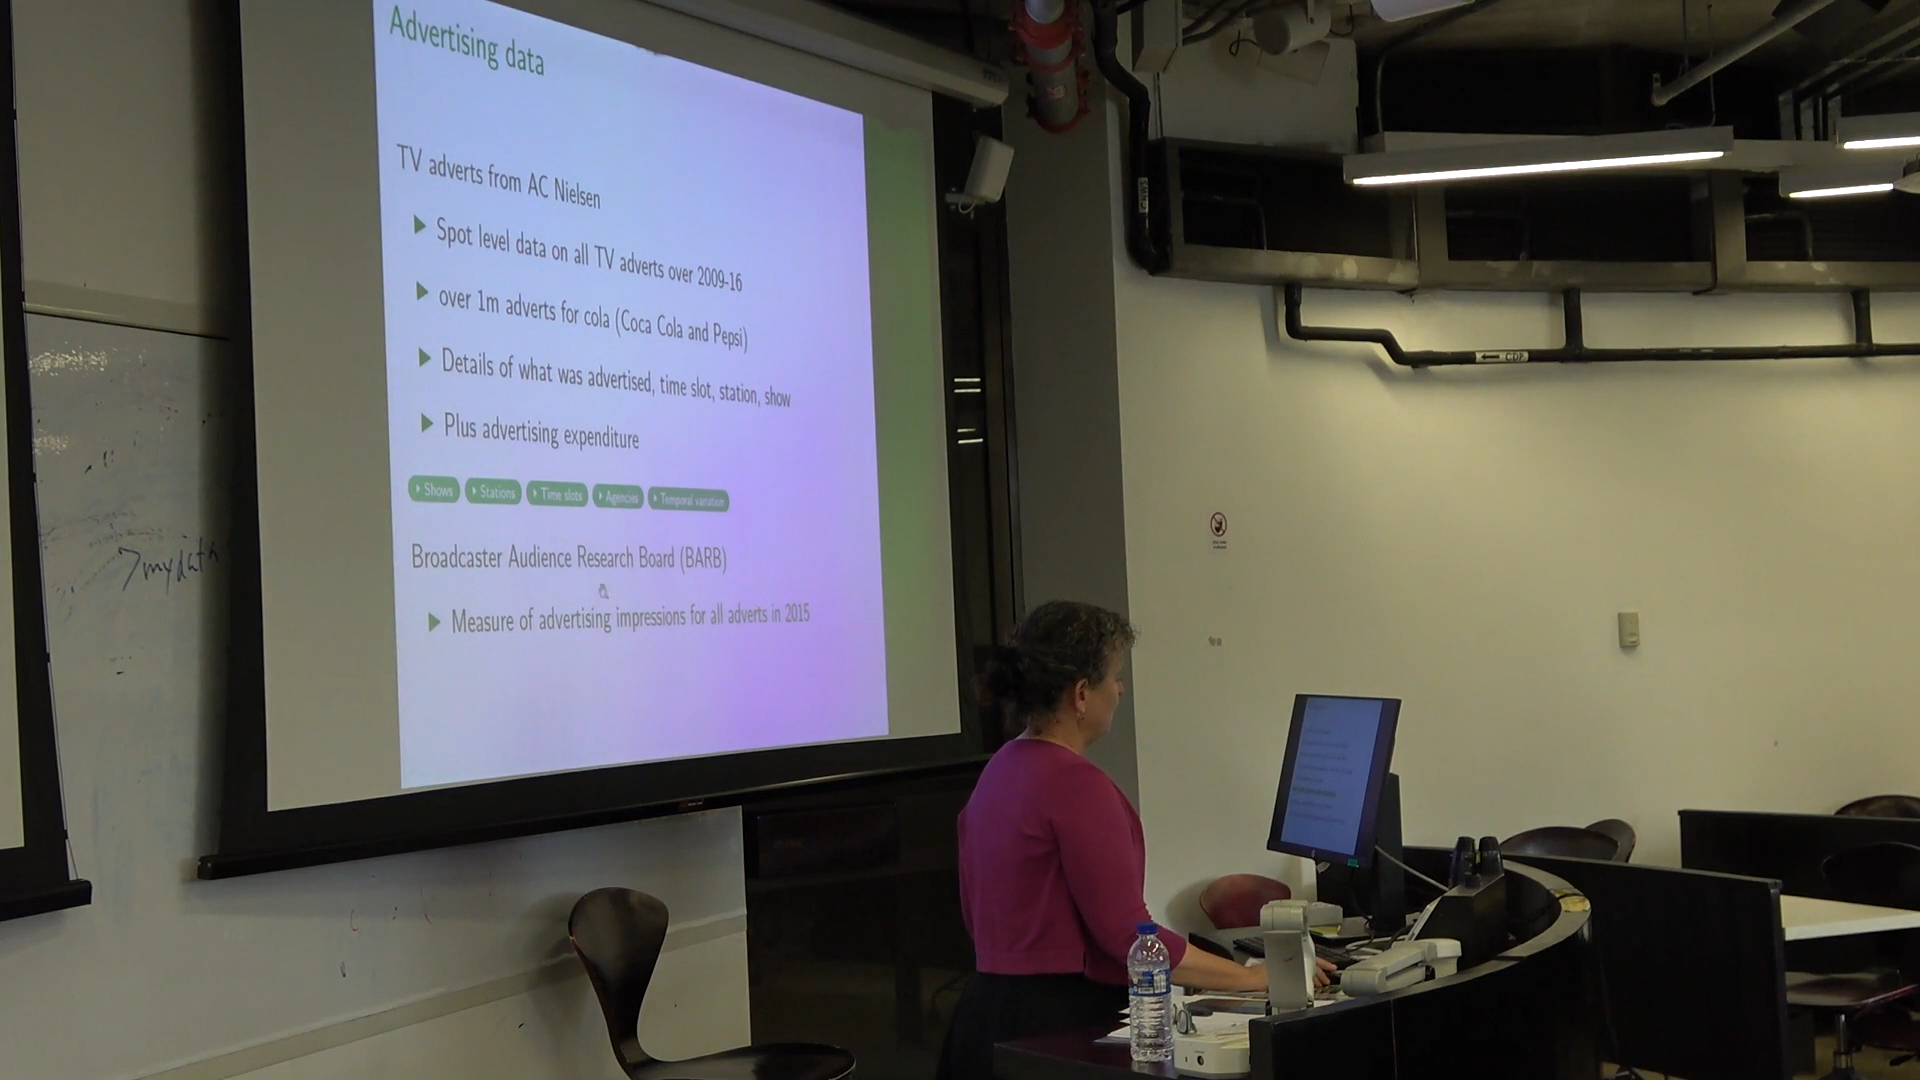 Advertising data
TV adverts from AC Nielsen
Spot level data on all TV adverts over 2009-16
over 1m adverts for cola (Coca Cola and Pepsi)
Details of what was advertised, time slot, station, show
Plus advertising expenditure
Shows Stations Time slots Agencies Temporal variation
Broadcaster Audience Research Board (BARB)
Measure of advertising impressions for all adverts in 2015
>mydata
CDP